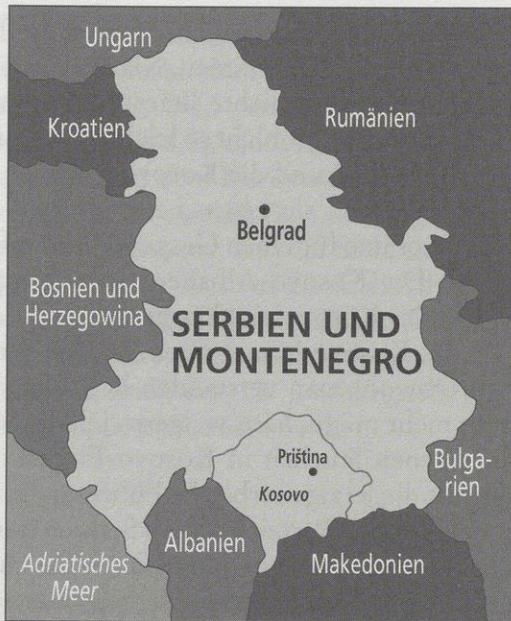 Ungarn
Kroatien
Rumänien
Belgrad
Bosnien und
Herzegowina
SERBIEN UND
MONTENEGRO
Priština
Kosovo
Bulga-
rien
Albanien
Makedonien
Adriatisches
Meer